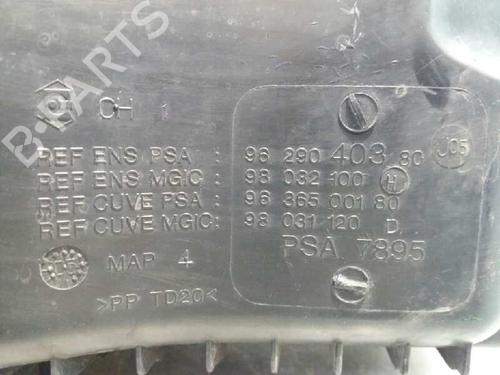 B-PARTS
CH 1
REF ENS PSA : 96 290 403 80 J05
REF ENS MGIC: 98 032 100 H
REF CUVE PSA : 96 365 001 80
REF CUVE MGIC: 98 031 120 D
PSA 7895
MAP 4
>PP TD20<